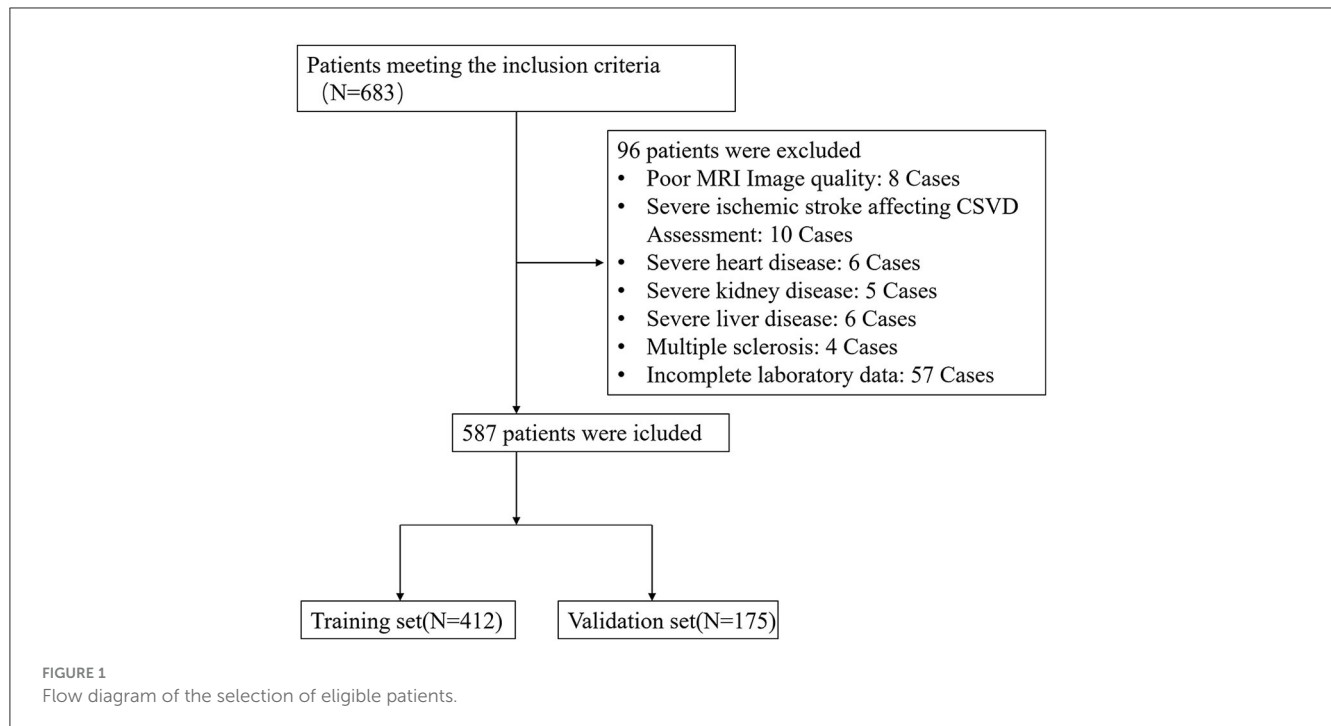 Patients meeting the inclusion criteria
（N=683）
96 patients were excluded
• Poor MRI Image quality: 8 Cases
• Severe ischemic stroke affecting CSVD
Assessment: 10 Cases
• Severe heart disease: 6 Cases
• Severe kidney disease: 5 Cases
• Severe liver disease: 6 Cases
• Multiple sclerosis: 4 Cases
• Incomplete laboratory data: 57 Cases
587 patients were icluded
Training set(N=412)
Validation set(N=175)
FIGURE 1
Flow diagram of the selection of eligible patients.